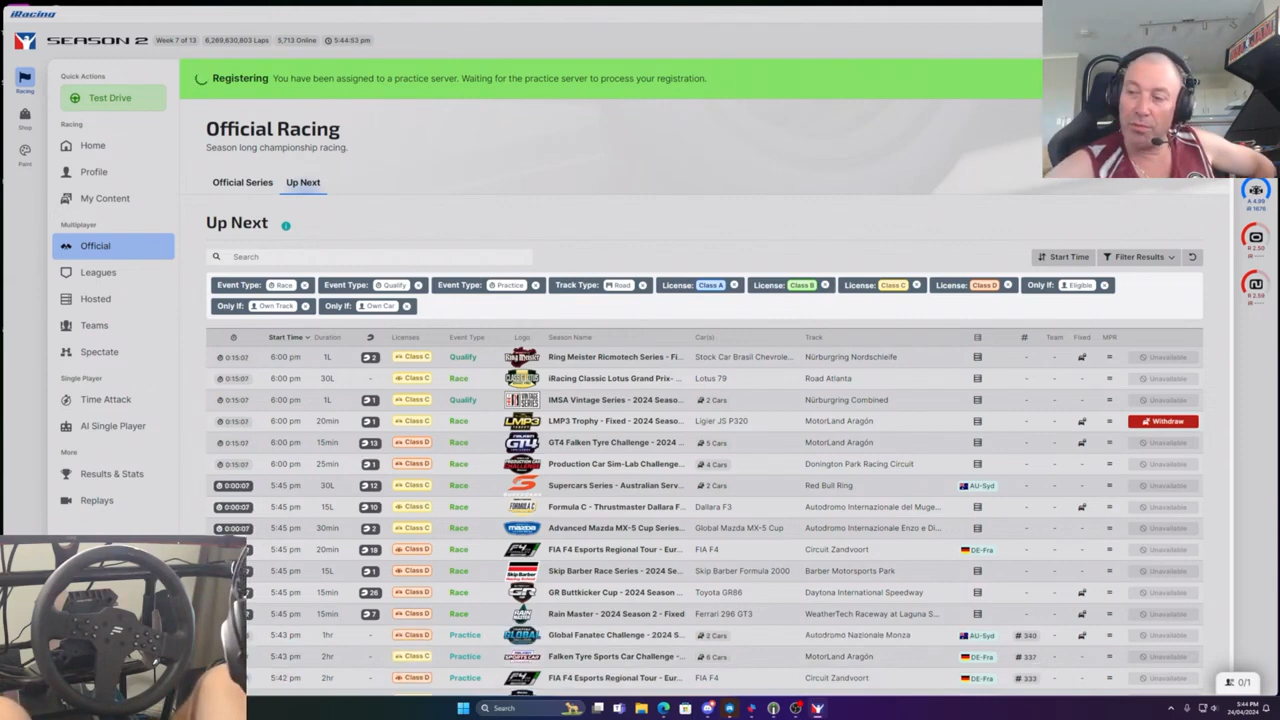 iRacing
SEASON 2 Week 7 of 13 6,269,630,803 Laps 5,713 Online 5:44:53 pm
Racing
Shop
Paint
Quick Actions
Test Drive
Racing
Home
Profile
My Content
Multiplayer
Official
Leagues
Hosted
Teams
Spectate
Single Player
Time Attack
AI Single Player
More
Results & Stats
Replays
Registering You have been assigned to a practice server. Waiting for the practice server to process your registration.
Official Racing
Season long championship racing.
Official Series Up Next
Up Next
Search Start Time Filter Results
Event Type: Race Event Type: Qualify Event Type: Practice Track Type: Road License: Class A License: Class B License: Class C License: Class D Only If: Eligible
Only If: Own Track Only If: Own Car
Start Time Duration Licenses Event Type Logo Season Name Car(s) Track # Team Fixed MPR
0:15:07 6:00 pm 1L 2 Class C Qualify Ring Meister Ricmotech Series - Fi... Stock Car Brasil Chevrole... Nürburgring Nordschleife - - - = Unavailable
0:15:07 6:00 pm 30L - Class C Race iRacing Classic Lotus Grand Prix- ... Lotus 79 Road Atlanta - - - = Unavailable
0:15:07 6:00 pm 1L 1 Class C Qualify IMSA Vintage Series - 2024 Seaso... 2 Cars Nürburgring Combined - - - = Unavailable
0:15:07 6:00 pm 20min 1 Class C Race LMP3 Trophy - Fixed - 2024 Seaso... Ligier JS P320 MotorLand Aragón - - = Withdraw
0:15:07 6:00 pm 15min 13 Class D Race GT4 Falken Tyre Challenge - 2024 ... 5 Cars MotorLand Aragón - - = Unavailable
0:15:07 6:00 pm 25min 1 Class D Race Production Car Sim-Lab Challenge... 4 Cars Donington Park Racing Circuit - - - = Unavailable
0:00:07 5:45 pm 30L 12 Class C Race Supercars Series - Australian Serv... 2 Cars Red Bull Ring AU-Syd - - - = Unavailable
0:00:07 5:45 pm 15L 10 Class C Race Formula C - Thrustmaster Dallara F... Dallara F3 Autodromo Internazionale del Muge... - - = Unavailable
0:00:07 5:45 pm 30min 2 Class C Race Advanced Mazda MX-5 Cup Series... Global Mazda MX-5 Cup Autodromo Internazionale Enzo e Di... - - = Unavailable
5:45 pm 20min 18 Class D Race FIA F4 Esports Regional Tour - Eur... FIA F4 Circuit Zandvoort DE-Fra - - = Unavailable
5:45 pm 15L 1 Class D Race Skip Barber Race Series - 2024 Se... Skip Barber Formula 2000 Barber Motorsports Park - - - = Unavailable
5:45 pm 15min 26 Class D Race GR Buttkicker Cup - 2024 Season ... Toyota GR86 Daytona International Speedway - - = Unavailable
5:45 pm 15min 7 Class D Race Rain Master - 2024 Season 2 - Fixed Ferrari 296 GT3 WeatherTech Raceway at Laguna S... - - = Unavailable
5:43 pm 1hr - Class D Practice Global Fanatec Challenge - 2024 S... 2 Cars Autodromo Nazionale Monza AU-Syd # 340 - = Unavailable
5:43 pm 2hr - Class C Practice Falken Tyre Sports Car Challenge -... 6 Cars MotorLand Aragón DE-Fra # 337 - - = Unavailable
5:42 pm 2hr - Class D Practice FIA F4 Esports Regional Tour - Eur... FIA F4 Circuit Zandvoort DE-Fra # 333 - = Unavailable
A 4.99
iR 1676
R 2.50
iR ----
R 2.59
iR ----
0/1
Search
5:44 PM
24/04/2024